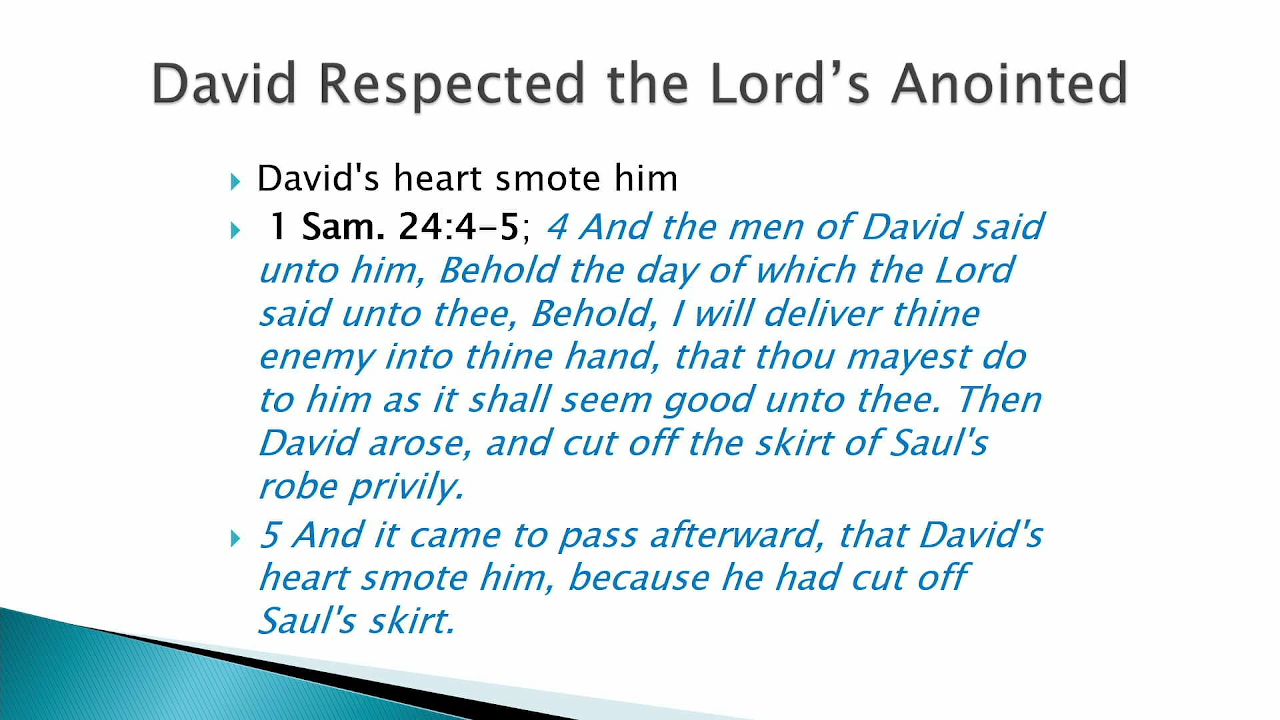 David Respected the Lord’s Anointed
David's heart smote him
1 Sam. 24:4-5; 4 And the men of David said
unto him, Behold the day of which the Lord
said unto thee, Behold, I will deliver thine
enemy into thine hand, that thou mayest do
to him as it shall seem good unto thee. Then
David arose, and cut off the skirt of Saul's
robe privily.
5 And it came to pass afterward, that David's
heart smote him, because he had cut off
Saul's skirt.